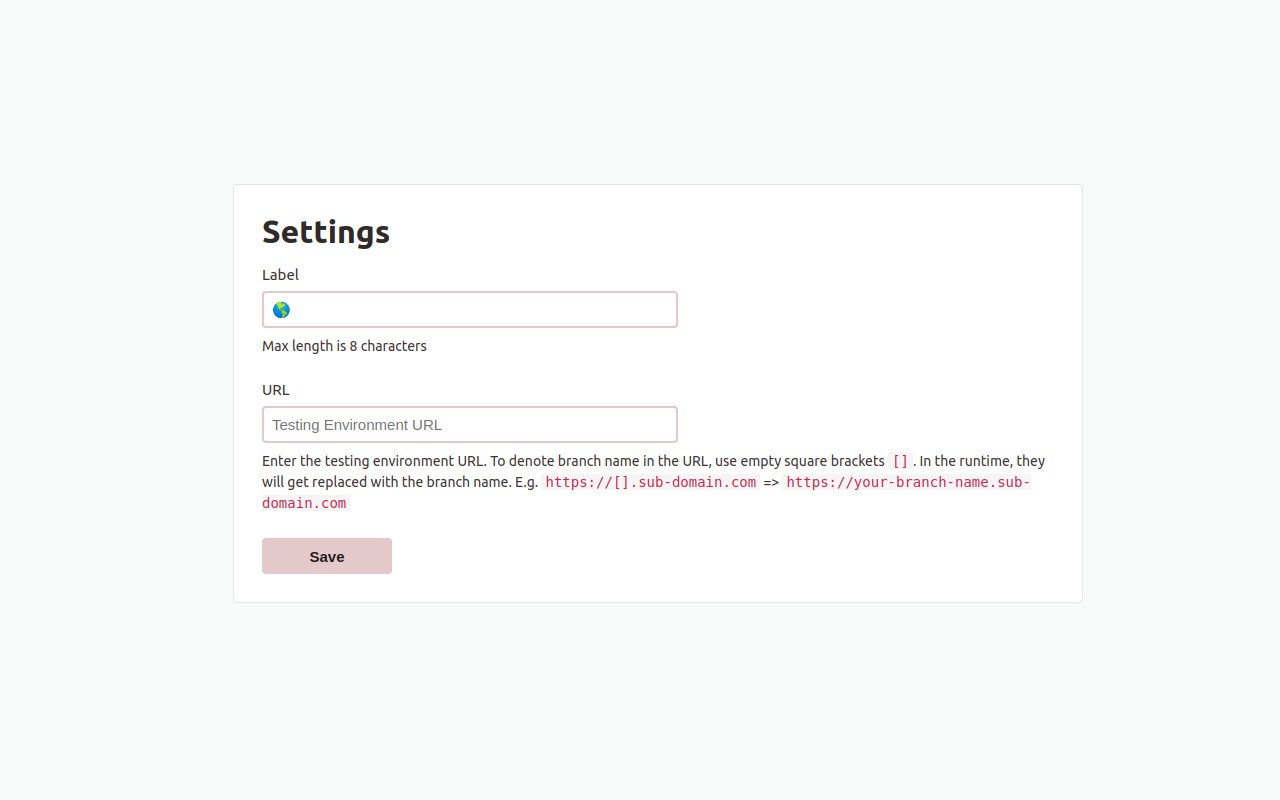 Settings
Label
🌎
Max length is 8 characters
URL
Testing Environment URL
Enter the testing environment URL. To denote branch name in the URL, use empty square brackets []. In the runtime, they
will get replaced with the branch name. E.g. https://[].sub-domain.com => https://your-branch-name.sub-
domain.com
Save